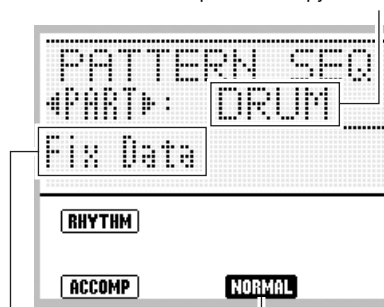 PATTERN SEQ
◄PART►: DRUM
Fix Data
RHYTHM
ACCOMP NORMAL